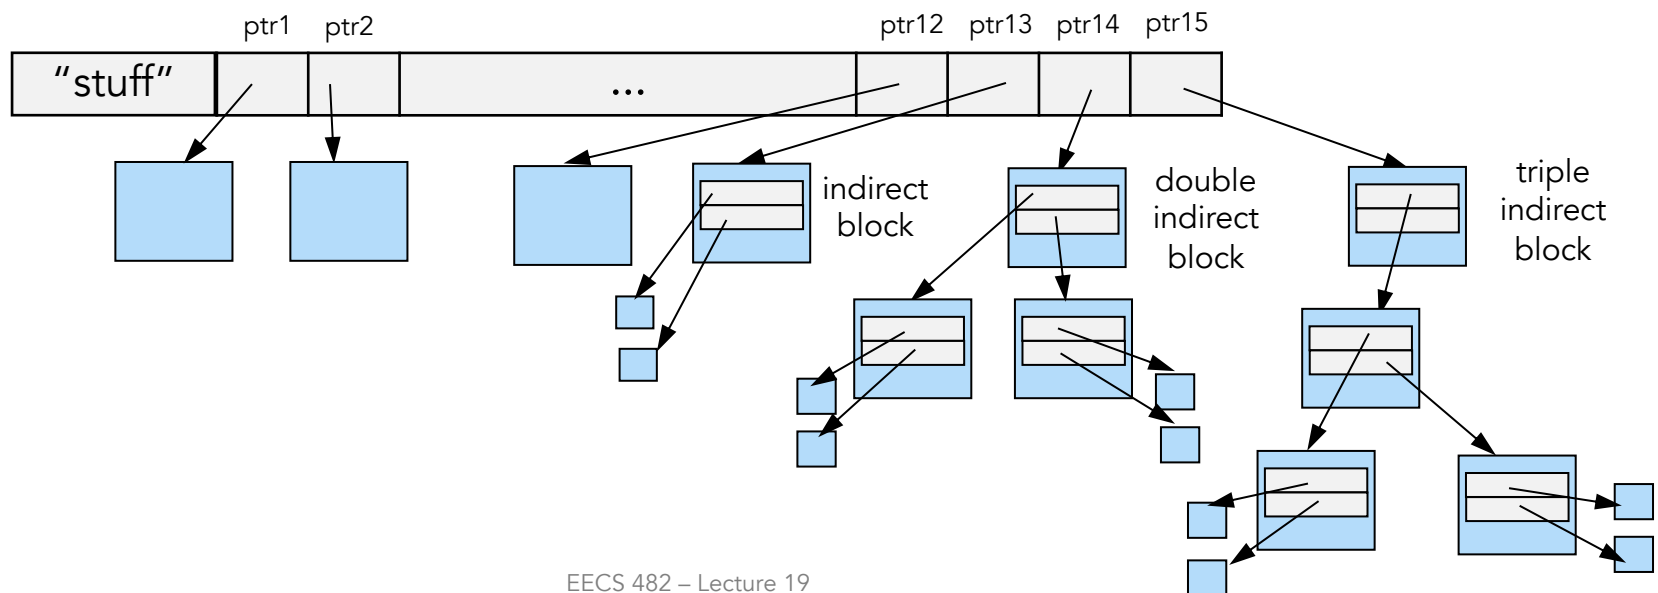 ptr1 ptr2 ptr12 ptr13 ptr14 ptr15
“stuff” ...
indirect
block
double
indirect
block
triple
indirect
block
EECS 482 – Lecture 19